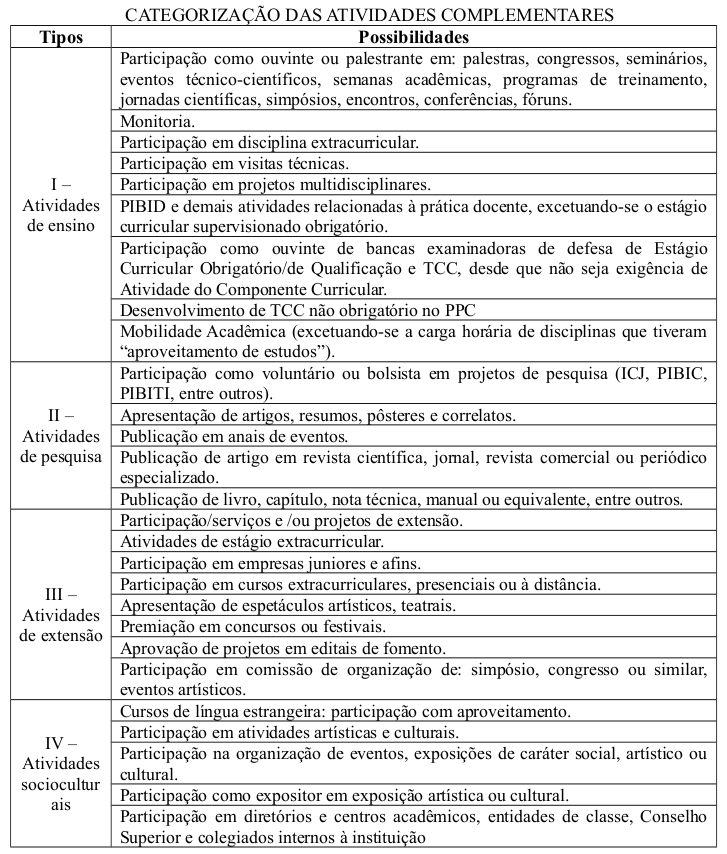 CATEGORIZAÇÃO DAS ATIVIDADES COMPLEMENTARES
Tipos Possibilidades
I –
Atividades
de ensino
Participação como ouvinte ou palestrante em: palestras, congressos, seminários,
eventos técnico-científicos, semanas acadêmicas, programas de treinamento,
jornadas científicas, simpósios, encontros, conferências, fóruns.
Monitoria.
Participação em disciplina extracurricular.
Participação em visitas técnicas.
Participação em projetos multidisciplinares.
PIBID e demais atividades relacionadas à prática docente, excetuando-se o estágio
curricular supervisionado obrigatório.
Participação como ouvinte de bancas examinadoras de defesa de Estágio
Curricular Obrigatório/de Qualificação e TCC, desde que não seja exigência de
Atividade do Componente Curricular.
Desenvolvimento de TCC não obrigatório no PPC
Mobilidade Acadêmica (excetuando-se a carga horária de disciplinas que tiveram
“aproveitamento de estudos”).
II –
Atividades
de pesquisa
Participação como voluntário ou bolsista em projetos de pesquisa (ICJ, PIBIC,
PIBITI, entre outros).
Apresentação de artigos, resumos, pôsteres e correlatos.
Publicação em anais de eventos.
Publicação de artigo em revista científica, jornal, revista comercial ou periódico
especializado.
Publicação de livro, capítulo, nota técnica, manual ou equivalente, entre outros.
III –
Atividades
de extensão
Participação/serviços e /ou projetos de extensão.
Atividades de estágio extracurricular.
Participação em empresas juniores e afins.
Participação em cursos extracurriculares, presenciais ou à distância.
Apresentação de espetáculos artísticos, teatrais.
Premiação em concursos ou festivais.
Aprovação de projetos em editais de fomento.
Participação em comissão de organização de: simpósio, congresso ou similar,
eventos artísticos.
IV –
Atividades
sociocultur
ais
Cursos de língua estrangeira: participação com aproveitamento.
Participação em atividades artísticas e culturais.
Participação na organização de eventos, exposições de caráter social, artístico ou
cultural.
Participação como expositor em exposição artística ou cultural.
Participação em diretórios e centros acadêmicos, entidades de classe, Conselho
Superior e colegiados internos à instituição